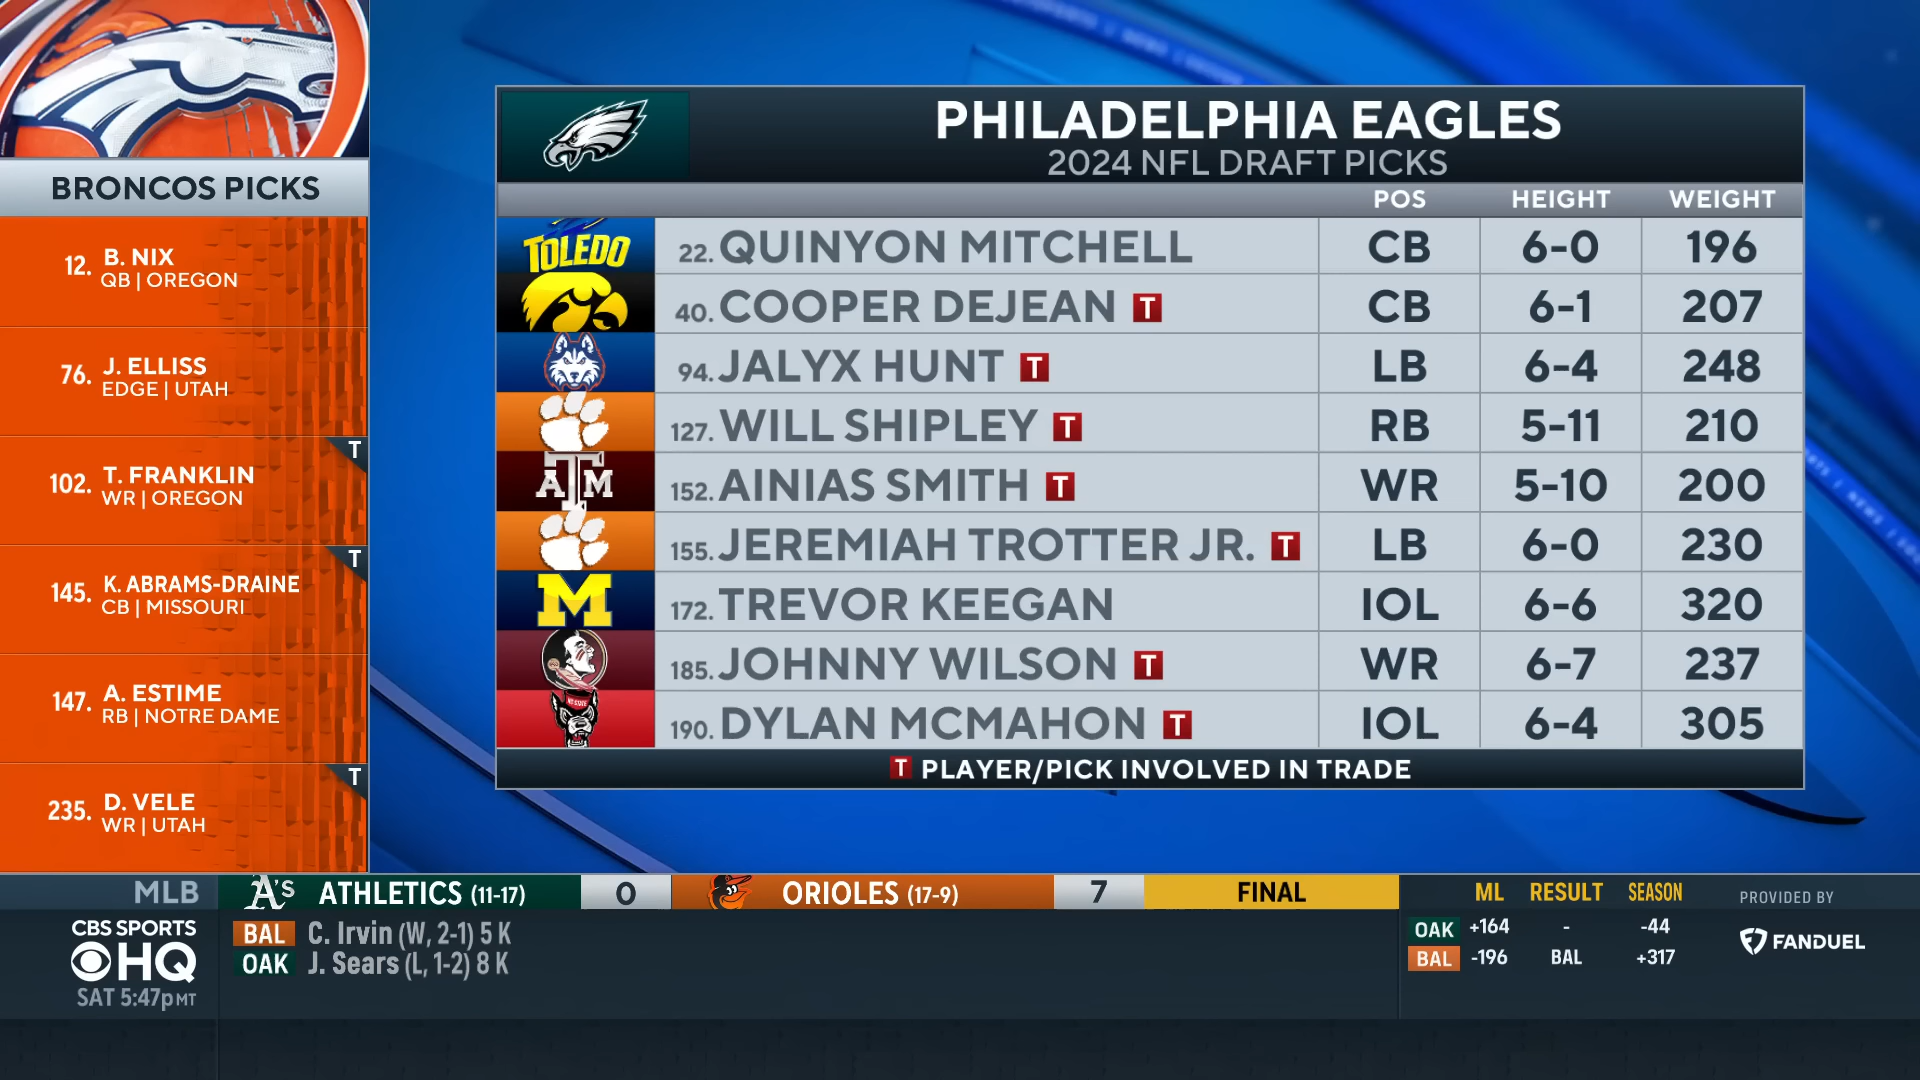 BRONCOS PICKS
12. B. NIX
QB | OREGON
76. J. ELLISS
EDGE | UTAH
T
102. T. FRANKLIN
WR | OREGON
T
145. K. ABRAMS-DRAINE
CB | MISSOURI
147. A. ESTIME
RB | NOTRE DAME
T
235. D. VELE
WR | UTAH
PHILADELPHIA EAGLES
2024 NFL DRAFT PICKS
POS HEIGHT WEIGHT
TOLEDO 22. QUINYON MITCHELL CB 6-0 196
40. COOPER DEJEAN T CB 6-1 207
94. JALYX HUNT T LB 6-4 248
127. WILL SHIPLEY T RB 5-11 210
ATM 152. AINIAS SMITH T WR 5-10 200
155. JEREMIAH TROTTER JR. T LB 6-0 230
M 172. TREVOR KEEGAN IOL 6-6 320
185. JOHNNY WILSON T WR 6-7 237
NC STATE 190. DYLAN MCMAHON T IOL 6-4 305
T PLAYER/PICK INVOLVED IN TRADE
MLB A's ATHLETICS (11-17) 0 ORIOLES (17-9) 7 FINAL
BAL C. Irvin (W, 2-1) 5 K
OAK J. Sears (L, 1-2) 8 K
CBS SPORTS
HQ
SAT 5:47p MT
ML RESULT SEASON
OAK +164 - -44
BAL -196 BAL +317
PROVIDED BY
FANDUEL